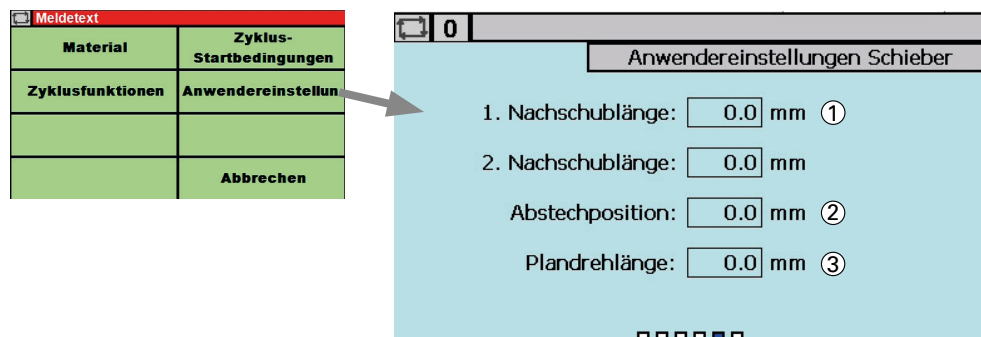 Meldetext
Material
Zyklus-
Startbedingungen
Zyklusfunktionen
Anwendereinstellun
Abbrechen
0
Anwendereinstellungen Schieber
1. Nachschublänge: 0.0 mm ①
2. Nachschublänge: 0.0 mm
Abstechposition: 0.0 mm ②
Plandrehlänge: 0.0 mm ③